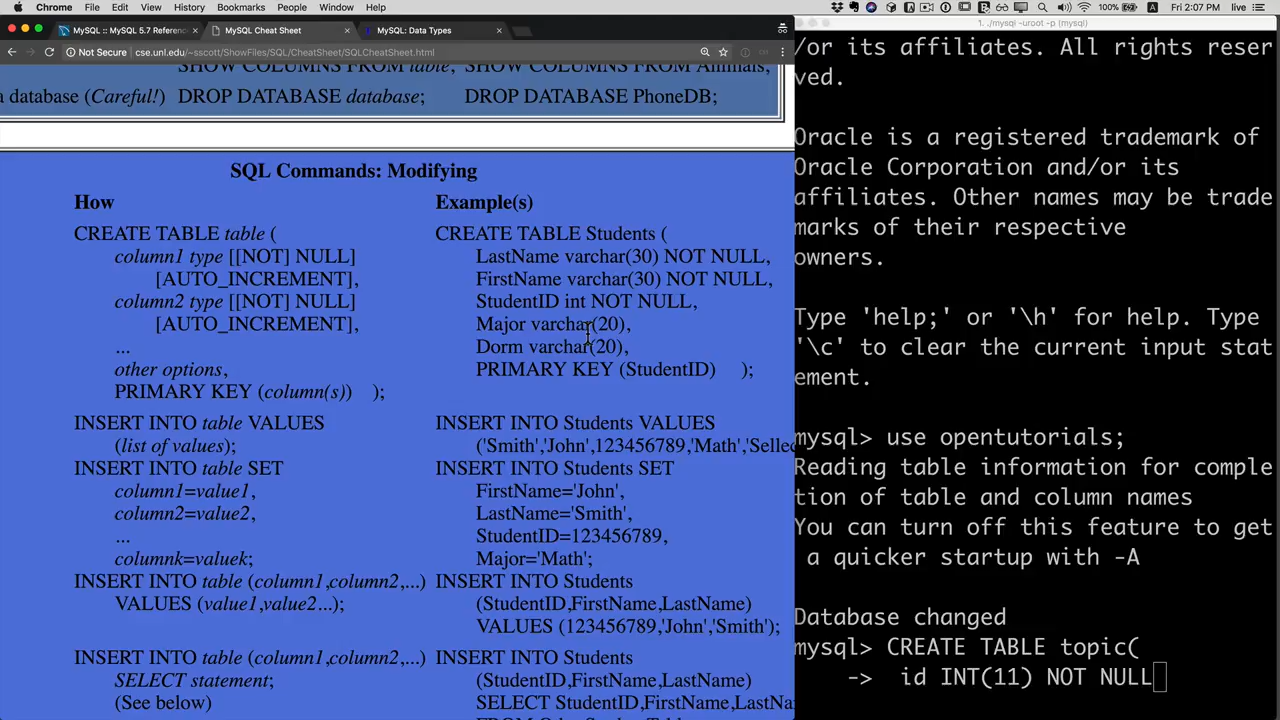 Chrome File Edit View History Bookmarks People Window Help
100% Fri 2:07 PM live
MySQL :: MySQL 5.7 Referenc
MySQL Cheat Sheet
MySQL: Data Types
1. ./mysql -uroot -p (mysql)
Not Secure cse.unl.edu/~sscott/ShowFiles/SQL/CheatSheet/SQLCheatSheet.html
SHOW COLUMNS FROM table; SHOW COLUMNS FROM Animals;
a database (Careful!) DROP DATABASE database; DROP DATABASE PhoneDB;
SQL Commands: Modifying
How Example(s)
CREATE TABLE table ( CREATE TABLE Students (
column1 type [[NOT] NULL] LastName varchar(30) NOT NULL,
[AUTO_INCREMENT], FirstName varchar(30) NOT NULL,
column2 type [[NOT] NULL] StudentID int NOT NULL,
[AUTO_INCREMENT], Major varchar(20),
... Dorm varchar(20),
other options, PRIMARY KEY (StudentID) );
PRIMARY KEY (column(s)) );
INSERT INTO table VALUES INSERT INTO Students VALUES
(list of values); ('Smith','John',123456789,'Math','Sellec
INSERT INTO table SET INSERT INTO Students SET
column1=value1, FirstName='John',
column2=value2, LastName='Smith',
... StudentID=123456789,
columnk=valuek; Major='Math';
INSERT INTO table (column1,column2,...) INSERT INTO Students
VALUES (value1,value2...); (StudentID,FirstName,LastName)
VALUES (123456789,'John','Smith');
INSERT INTO table (column1,column2,...) INSERT INTO Students
SELECT statement; (StudentID,FirstName,LastName)
(See below) SELECT StudentID,FirstName,LastNa
/or its affiliates. All rights reser
ved.
Oracle is a registered trademark of
Oracle Corporation and/or its
affiliates. Other names may be trade
marks of their respective
owners.
Type 'help;' or '\h' for help. Type
'\c' to clear the current input stat
ement.
mysql> use opentutorials;
Reading table information for comple
tion of table and column names
You can turn off this feature to get
a quicker startup with -A
Database changed
mysql> CREATE TABLE topic(
-> id INT(11) NOT NULL